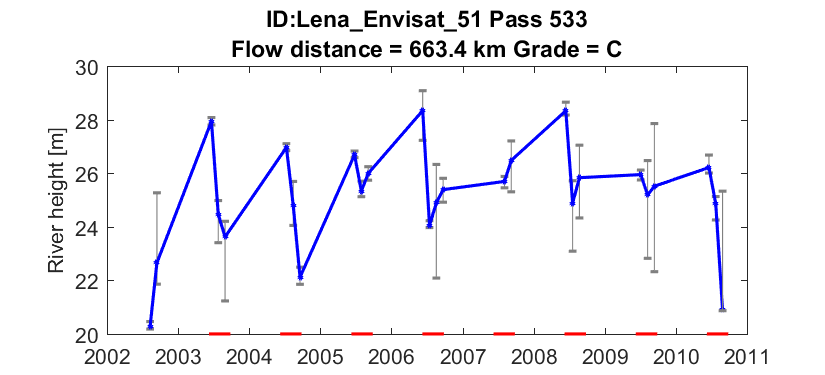 ID:Lena_Envisat_51 Pass 533
Flow distance = 663.4 km Grade = C
River height [m]
30
28
26
24
22
20
2002 2003 2004 2005 2006 2007 2008 2009 2010 2011